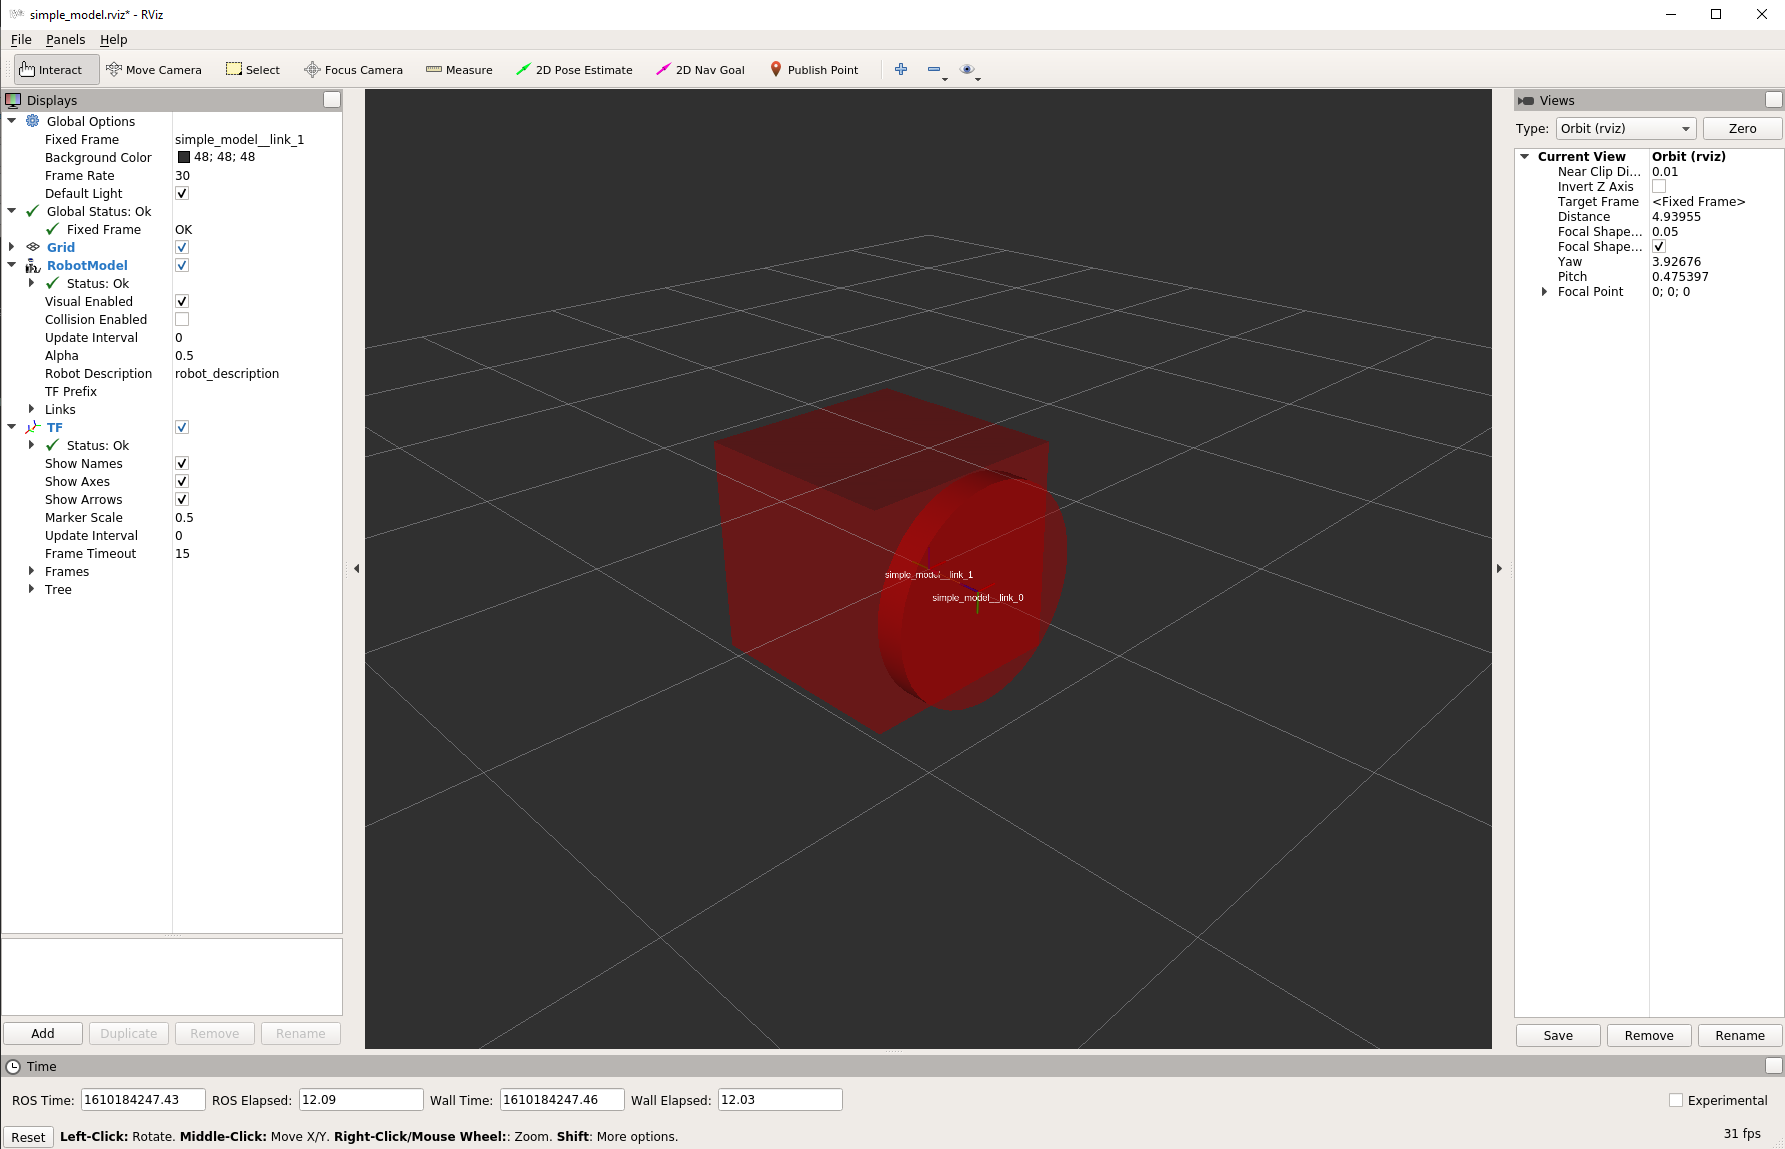 simple_model.rviz* - RViz
File Panels Help
Interact Move Camera Select Focus Camera Measure 2D Pose Estimate 2D Nav Goal Publish Point
Displays
Global Options
Fixed Frame simple_model__link_1
Background Color 48; 48; 48
Frame Rate 30
Default Light
Global Status: Ok
Fixed Frame OK
Grid
RobotModel
Status: Ok
Visual Enabled
Collision Enabled
Update Interval 0
Alpha 0.5
Robot Description robot_description
TF Prefix
Links
TF
Status: Ok
Show Names
Show Axes
Show Arrows
Marker Scale 0.5
Update Interval 0
Frame Timeout 15
Frames
Tree
Add Duplicate Remove Rename
simple_model__link_1
simple_model__link_0
Views
Type: Orbit (rviz) Zero
Current View Orbit (rviz)
Near Clip Di... 0.01
Invert Z Axis
Target Frame <Fixed Frame>
Distance 4.93955
Focal Shape... 0.05
Focal Shape...
Yaw 3.92676
Pitch 0.475397
Focal Point 0; 0; 0
Save Remove Rename
Time
ROS Time: 1610184247.43 ROS Elapsed: 12.09 Wall Time: 1610184247.46 Wall Elapsed: 12.03 Experimental
Reset Left-Click: Rotate. Middle-Click: Move X/Y. Right-Click/Mouse Wheel:: Zoom. Shift: More options. 31 fps